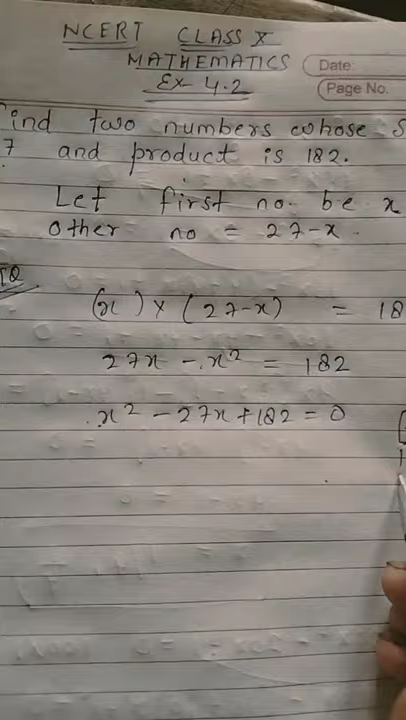 NCERT CLASS X
MATHEMATICS
Ex 4.2
Date
Page No.
find two numbers whose S
7 and product is 182.
Let first no. be x
other no = 27-x.
(x) x (27-x) = 18
27x - x² = 182
x² - 27x + 182 = 0